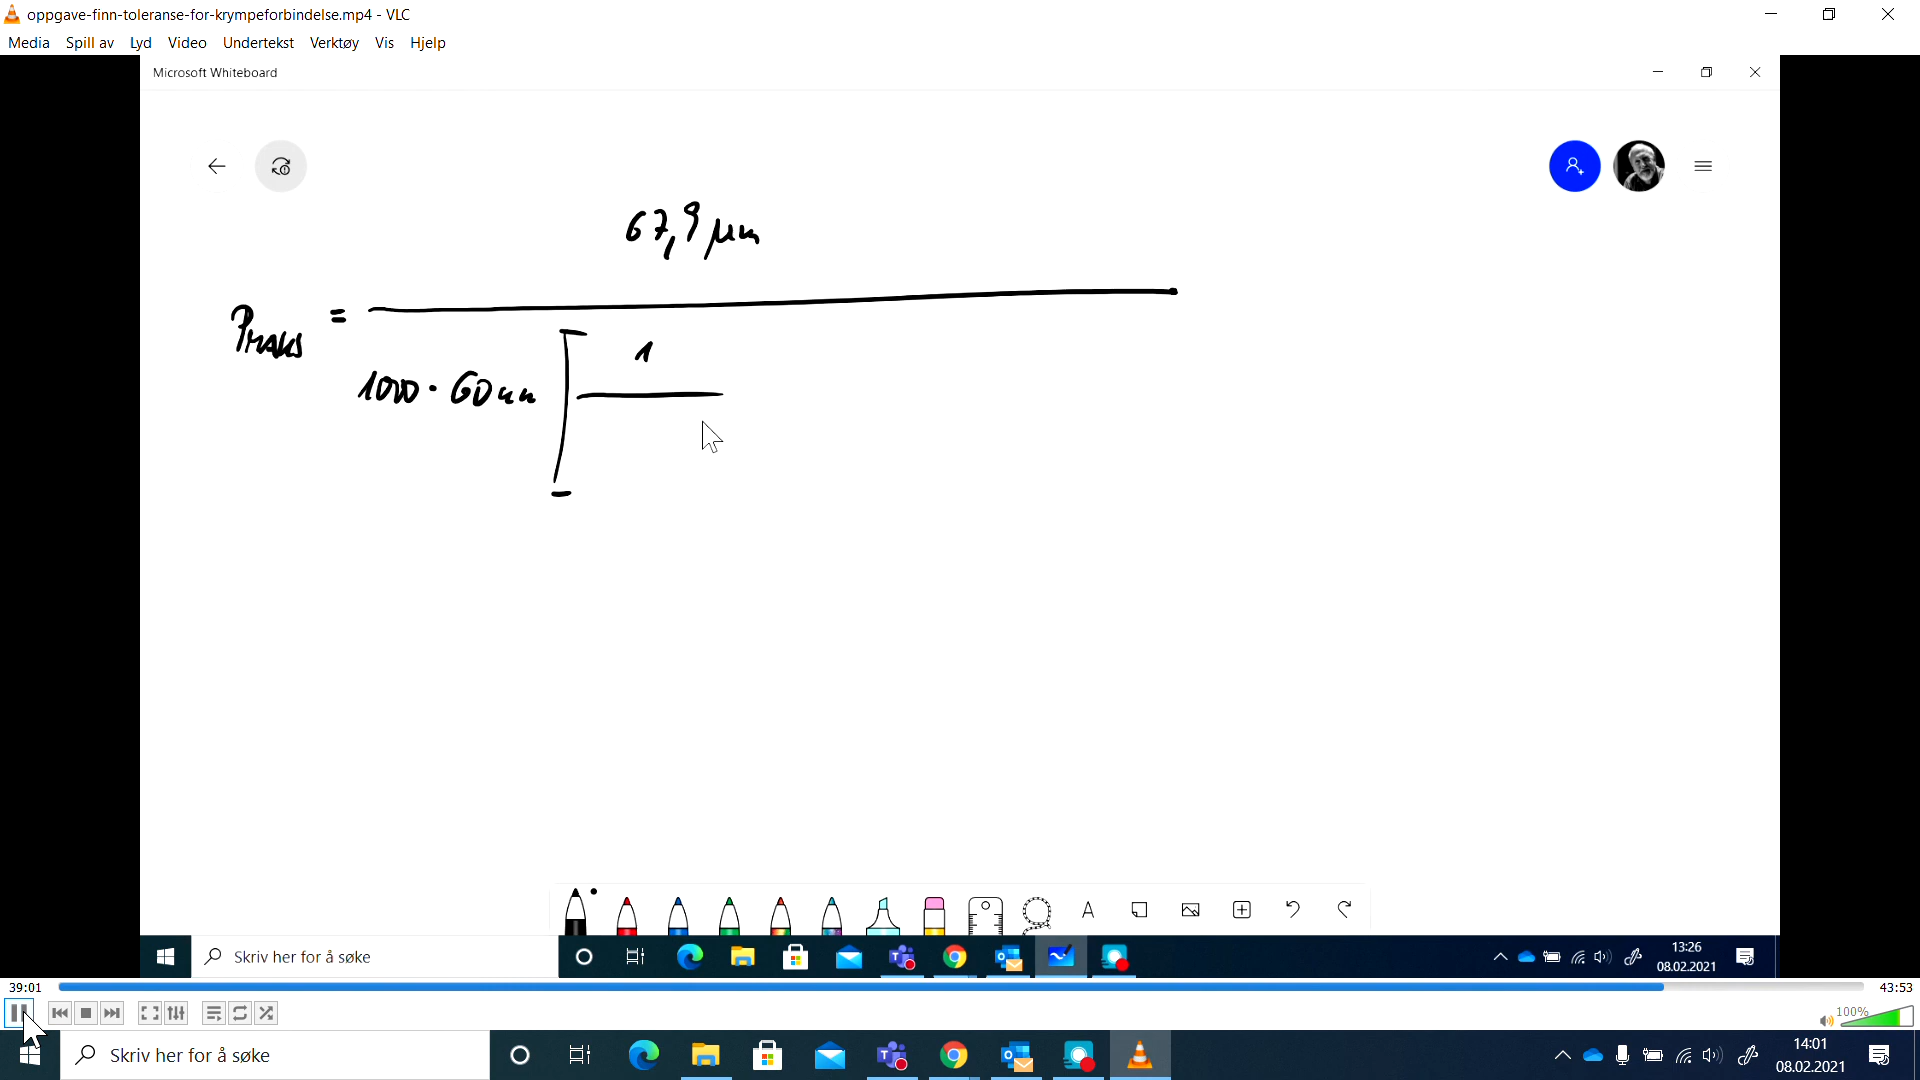 oppgave-finn-toleranse-for-krympeforbindelse.mp4 - VLC
Media Spill av Lyd Video Undertekst Verktøy Vis Hjelp
Microsoft Whiteboard
67,9 μm
PMAKS =
1
1000 · 60mm
A
Skriv her for å søke
13:26
08.02.2021
39:01
43:53
100%
Skriv her for å søke
14:01
08.02.2021